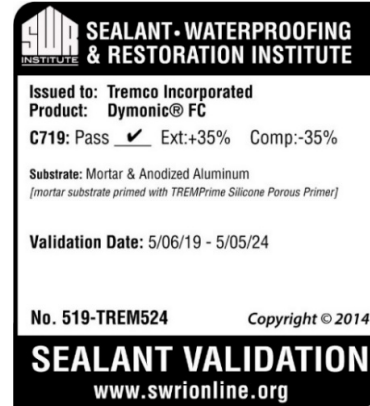 SWR
INSTITUTE
SEALANT • WATERPROOFING
& RESTORATION INSTITUTE
Issued to: Tremco Incorporated
Product: Dymonic® FC
C719: Pass ✔ Ext:+35% Comp:-35%
Substrate: Mortar & Anodized Aluminum
[mortar substrate primed with TREMPrime Silicone Porous Primer]
Validation Date: 5/06/19 - 5/05/24
No. 519-TREM524 Copyright © 2014
SEALANT VALIDATION
www.swrionline.org